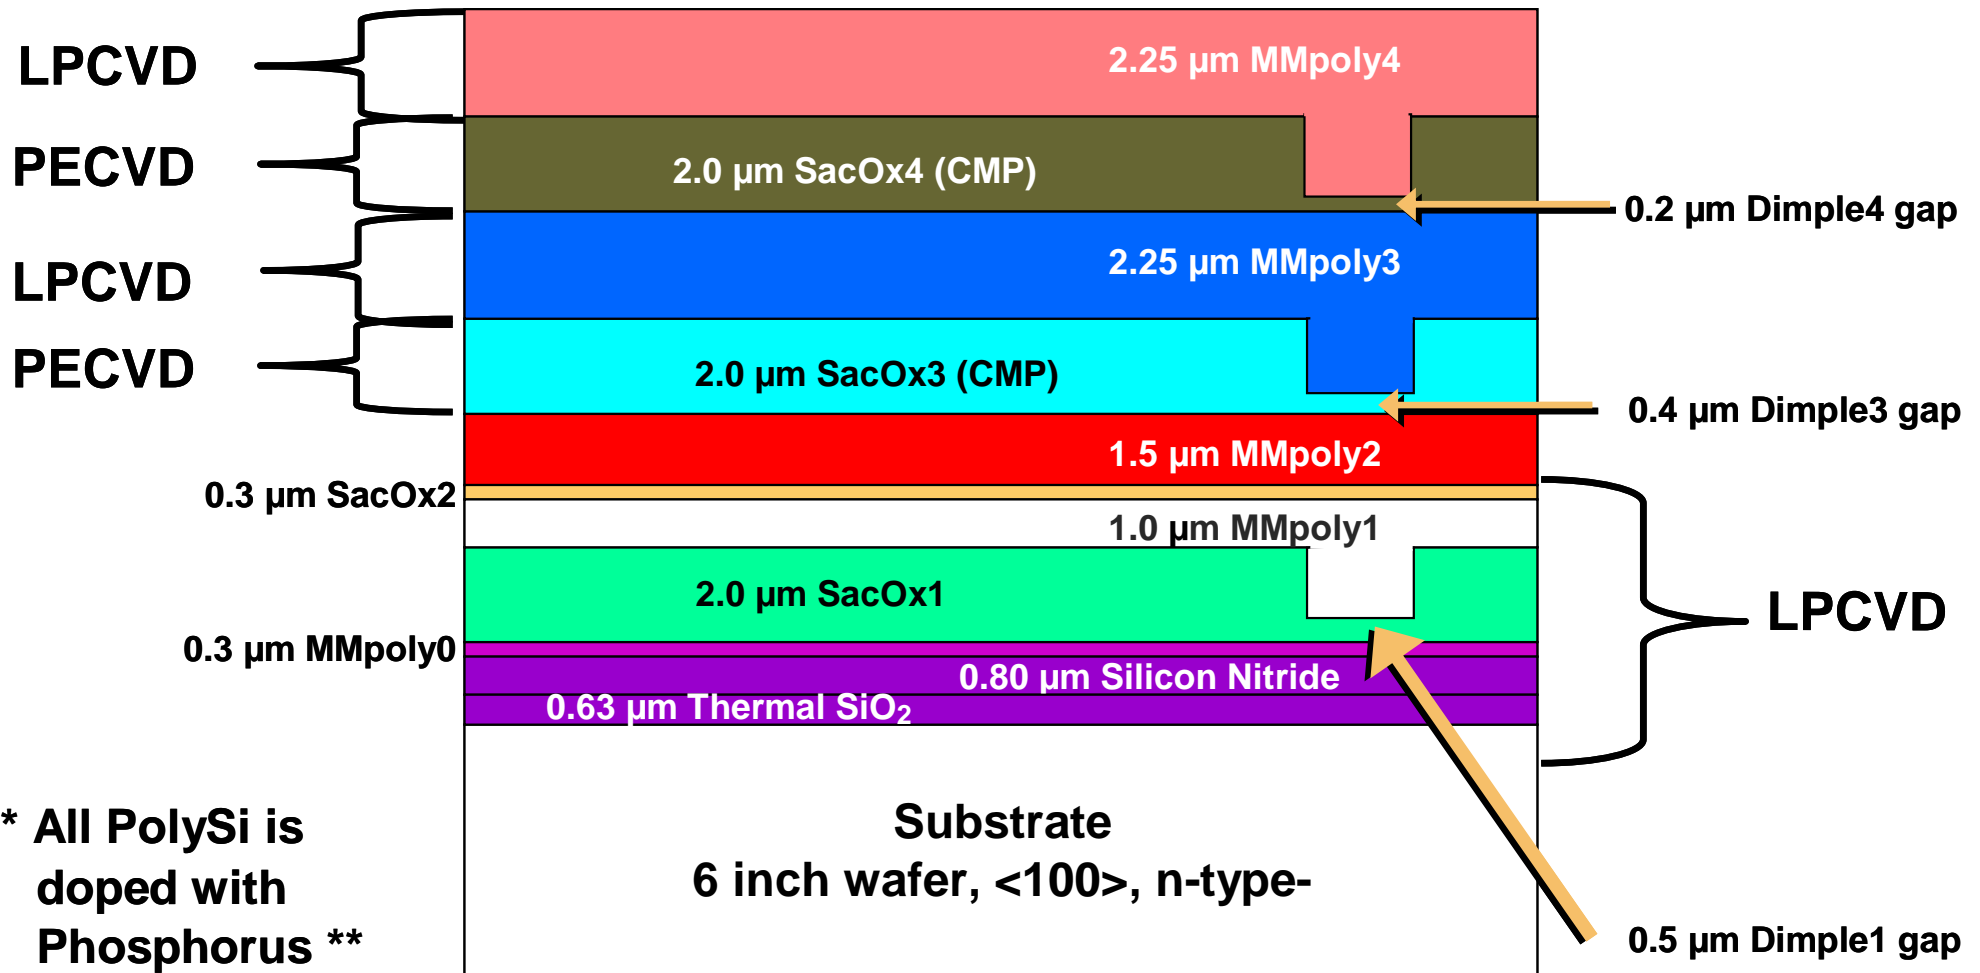 LPCVD
2.25 µm MMpoly4
PECVD
2.0 µm SacOx4 (CMP)
0.2 µm Dimple4 gap
LPCVD
2.25 µm MMpoly3
PECVD
2.0 µm SacOx3 (CMP)
0.4 µm Dimple3 gap
1.5 µm MMpoly2
0.3 µm SacOx2
1.0 µm MMpoly1
2.0 µm SacOx1
LPCVD
0.3 µm MMpoly0
0.80 µm Silicon Nitride
0.63 µm Thermal SiO₂
Substrate
6 inch wafer, <100>, n-type-
* All PolySi is
doped with
Phosphorus **
0.5 µm Dimple1 gap